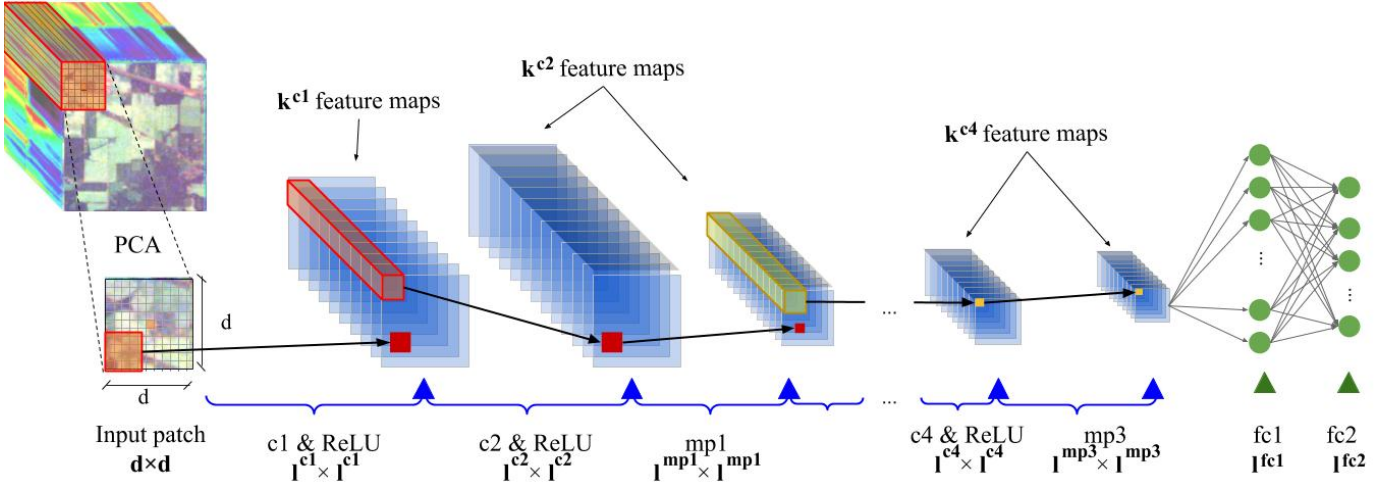 k^c2 feature maps
k^c1 feature maps
k^c4 feature maps
PCA
d
d
...
...
Input patch
d×d
c1 & ReLU
l^c1 × l^c1
c2 & ReLU
l^c2 × l^c2
mp1
l^mp1 × l^mp1
c4 & ReLU
l^c4 × l^c4
mp3
l^mp3 × l^mp3
fc1
l^fc1
fc2
l^fc2